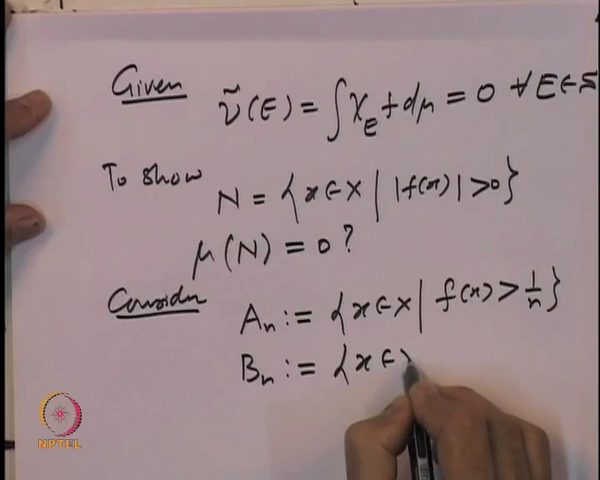 Given ṽ(E) = ∫χ_E f dμ = 0 ∀ E ∈ S
To show
N = {x ∈ X | |f(x)| > 0}
μ(N) = 0 ?
Consider
A_n := {x ∈ X | f(x) > 1/n}
B_n := {x ∈
NPTEL